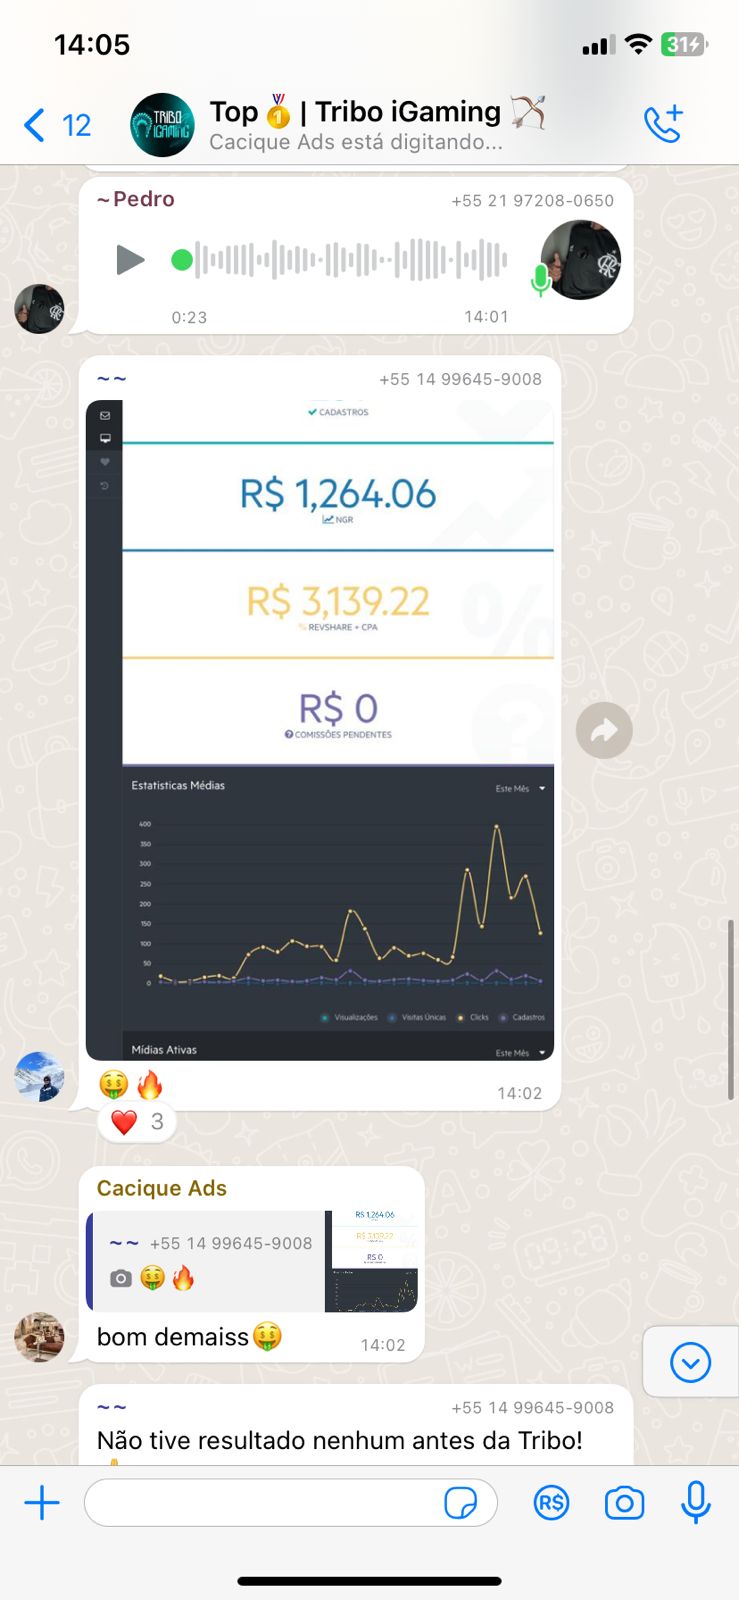 14:05
31
12
TRIBO
IGAMING
Top🥇 | Tribo iGaming 🏹
Cacique Ads está digitando...
~Pedro
+55 21 97208-0650
0:23
14:01
~~
+55 14 99645-9008
CADASTROS
R$ 1,264.06
NGR
R$ 3,139.22
% REVSHARE + CPA
R$ 0
COMISSÕES PENDENTES
Estatisticas Médias
Este Mês
400
350
300
250
200
150
100
50
0
Visualizações
Visitas Únicas
Clicks
Cadastros
Mídias Ativas
Este Mês
🤑🔥
14:02
❤️ 3
Cacique Ads
~~ +55 14 99645-9008
🤑🔥
R$ 1,264.06
R$ 3,139.22
R$ 0
bom demaiss🤑
14:02
~~
+55 14 99645-9008
Não tive resultado nenhum antes da Tribo!
R$